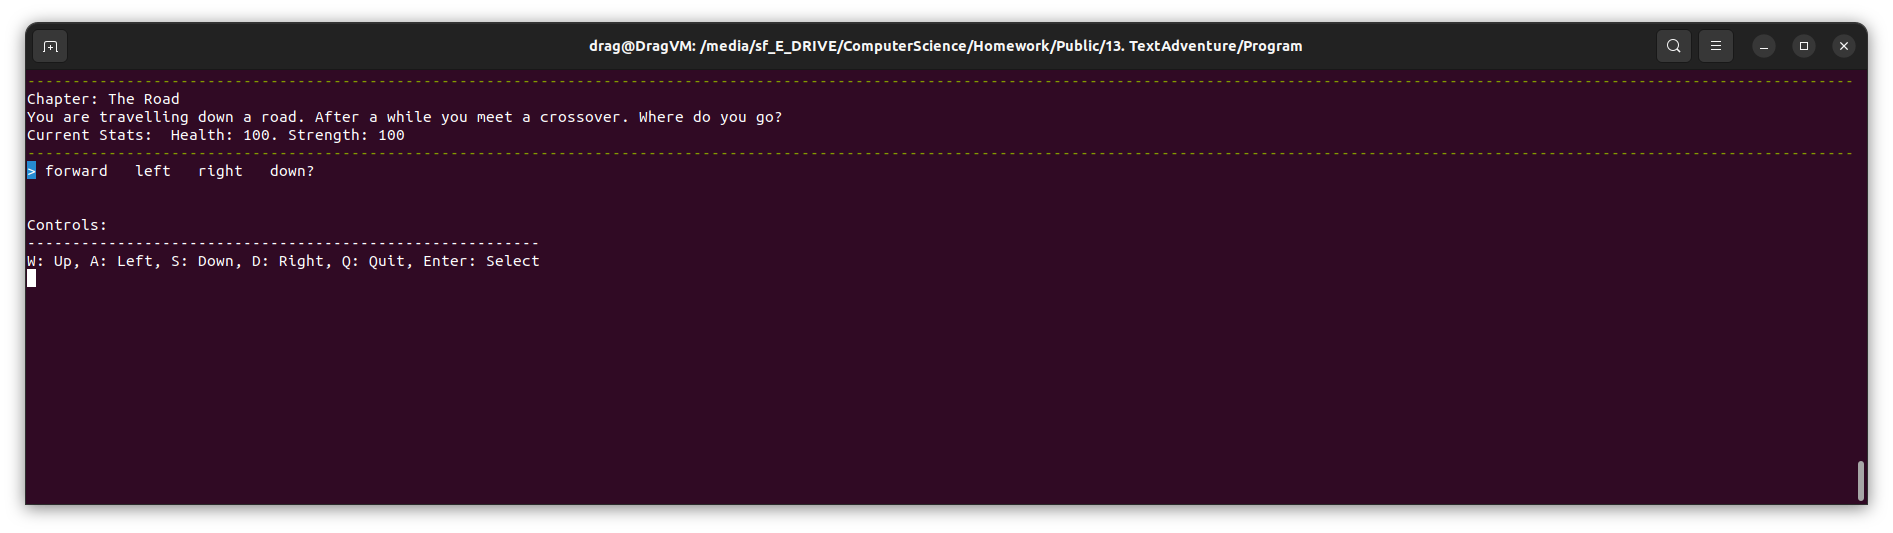 drag@DragVM: /media/sf_E_DRIVE/ComputerScience/Homework/Public/13. TextAdventure/Program
--------------------------------------------------------------------------------------------------------------------------------------------------------------------------------------------------------
Chapter: The Road
You are travelling down a road. After a while you meet a crossover. Where do you go?
Current Stats:  Health: 100. Strength: 100
--------------------------------------------------------------------------------------------------------------------------------------------------------------------------------------------------------
> forward   left   right   down?
Controls:
---------------------------------------------------------
W: Up, A: Left, S: Down, D: Right, Q: Quit, Enter: Select